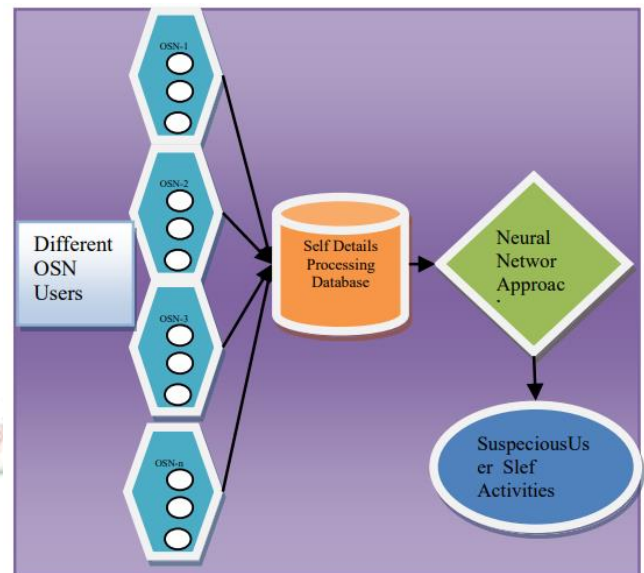 OSN-1
OSN-2
Different
OSN
Users
OSN-3
OSN-n
Self Details
Processing
Database
Neural
Networ
Approac
SuspeciousUs
er Slef
Activities